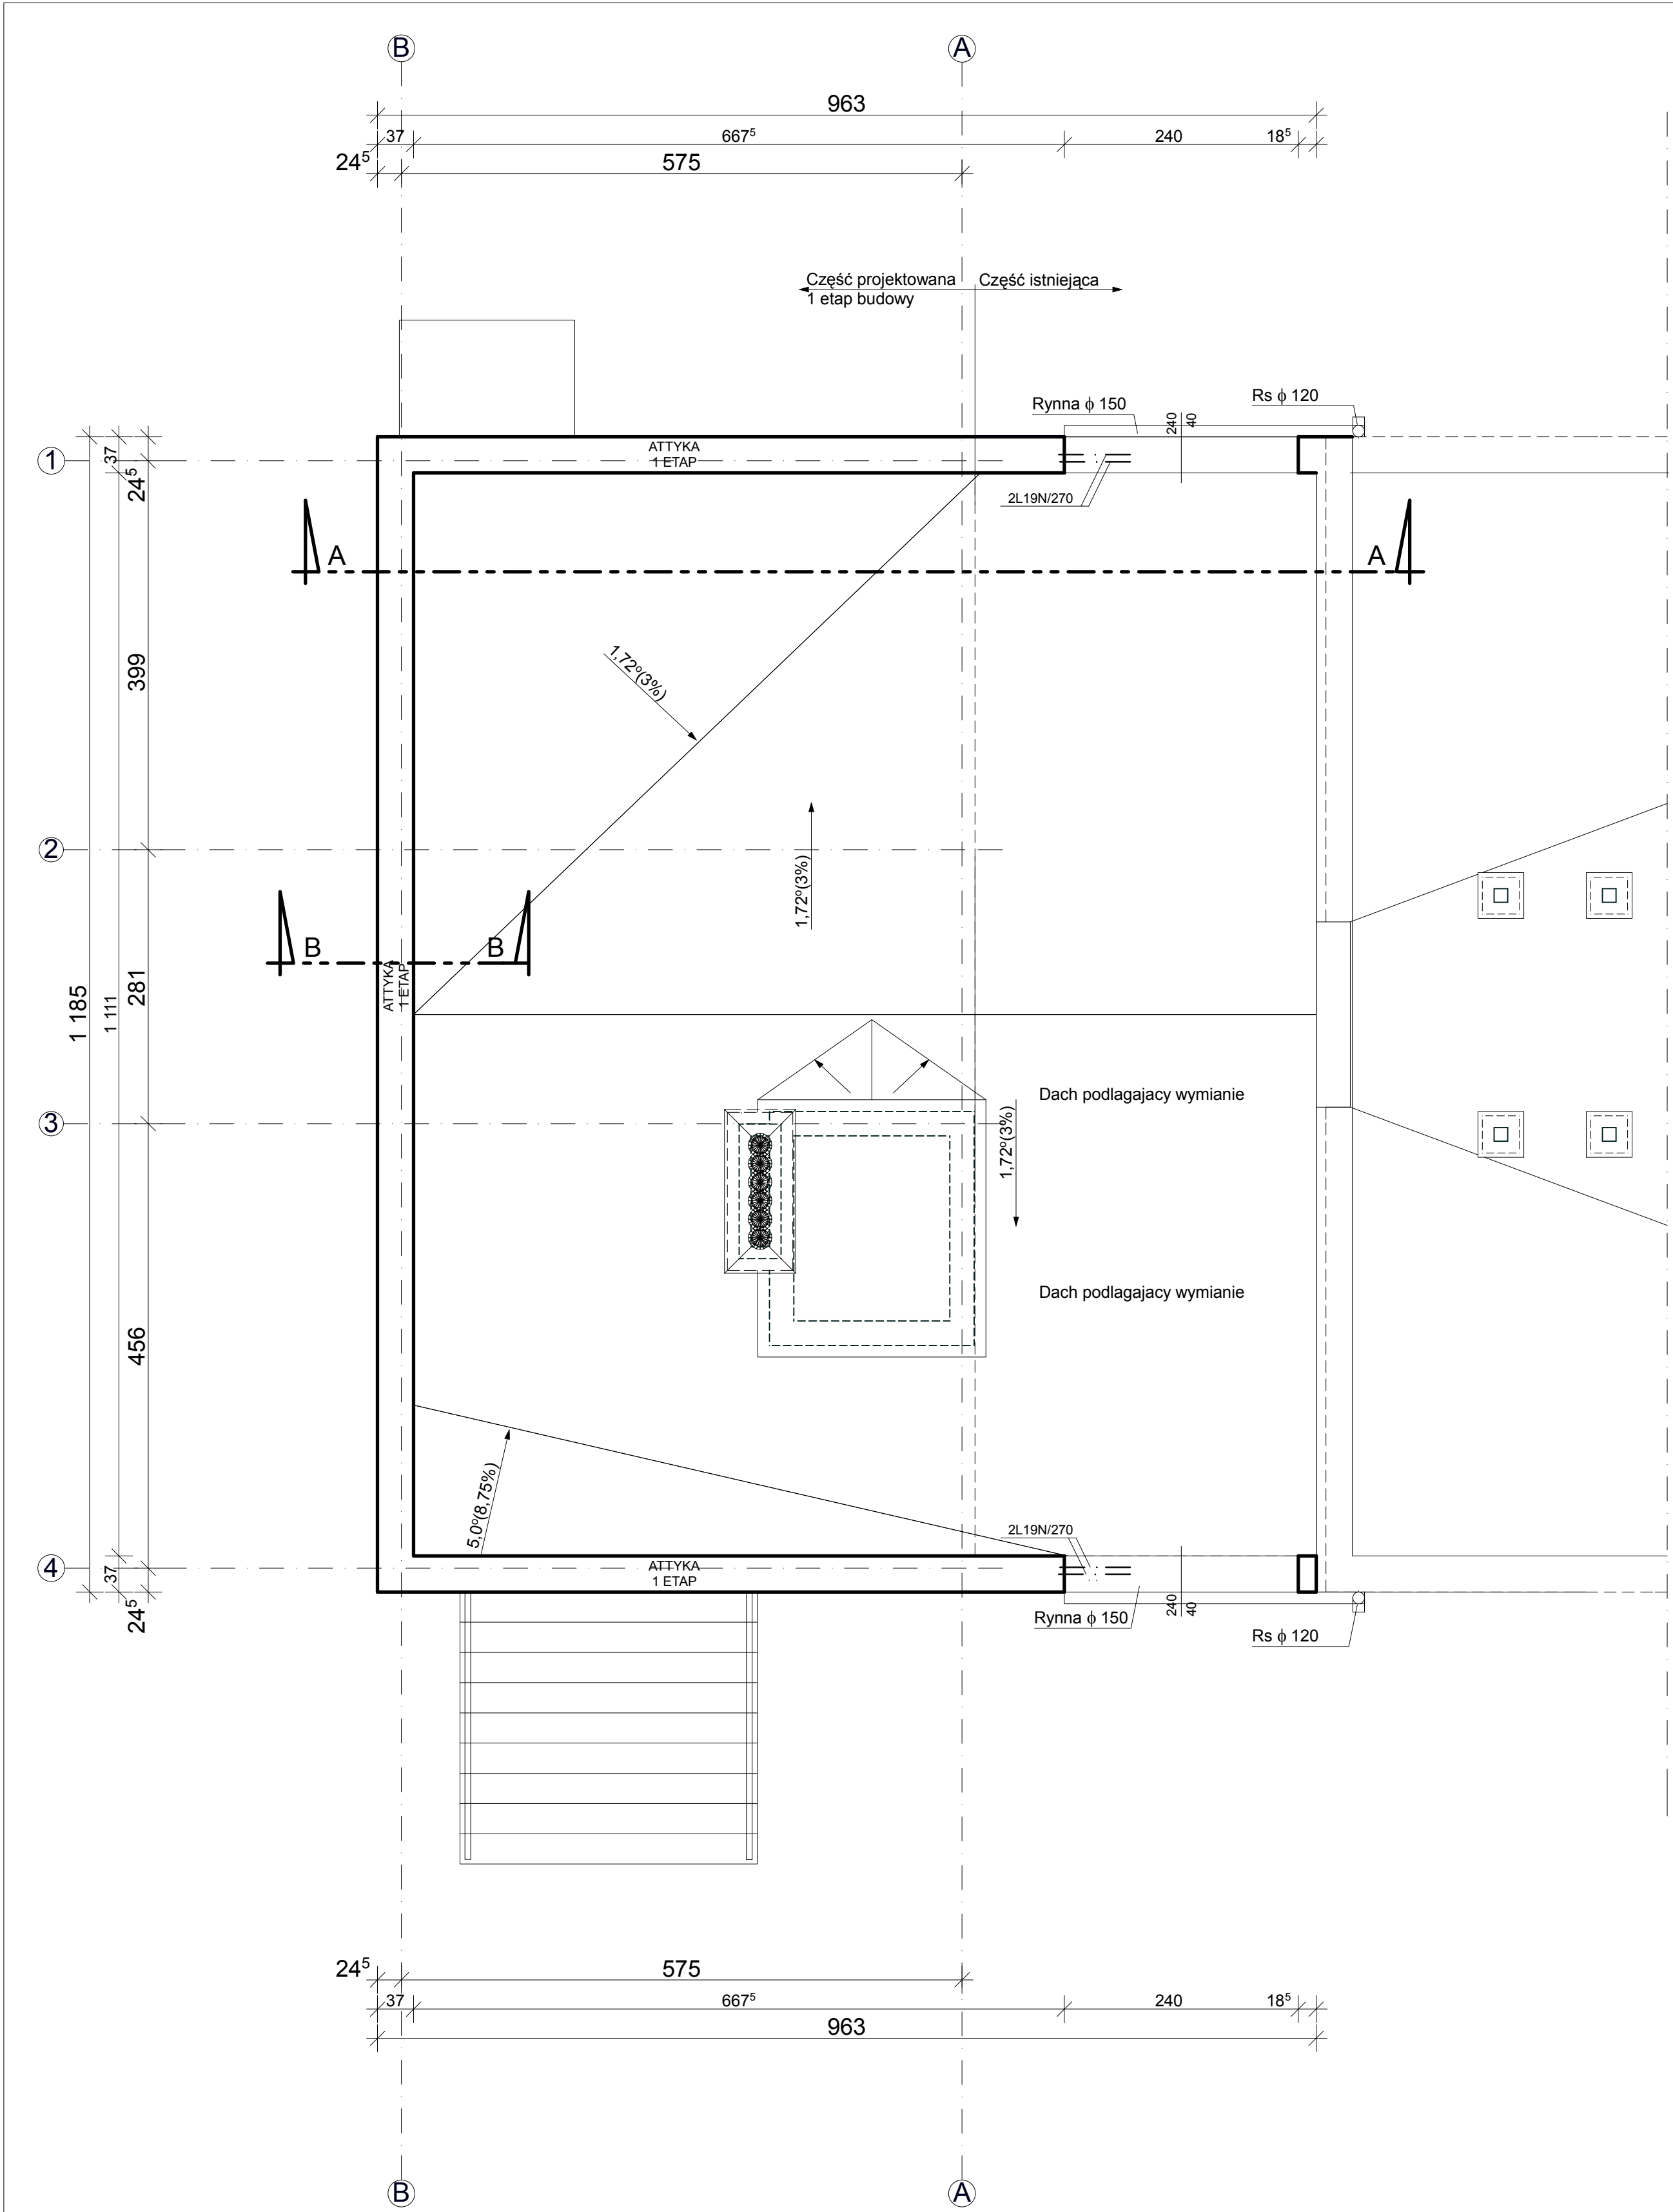 B
A
963
37
667⁵
240
18⁵
24⁵
575
Część projektowana
1 etap budowy
Część istniejąca
Rynna ϕ 150
Rs ϕ 120
240
40
1
37
24⁵
ATTYKA
1 ETAP
2L19N/270
A
A
399
1,72º(3%)
2
1,72º(3%)
B
B
ATTYKA
1 ETAP
1 185
1 111
281
Dach podlagajacy wymianie
3
1,72º(3%)
Dach podlagajacy wymianie
456
5,0º(8,75%)
2L19N/270
4
37
24⁵
ATTYKA
1 ETAP
240
40
Rynna ϕ 150
Rs ϕ 120
24⁵
575
37
667⁵
240
18⁵
963
B
A